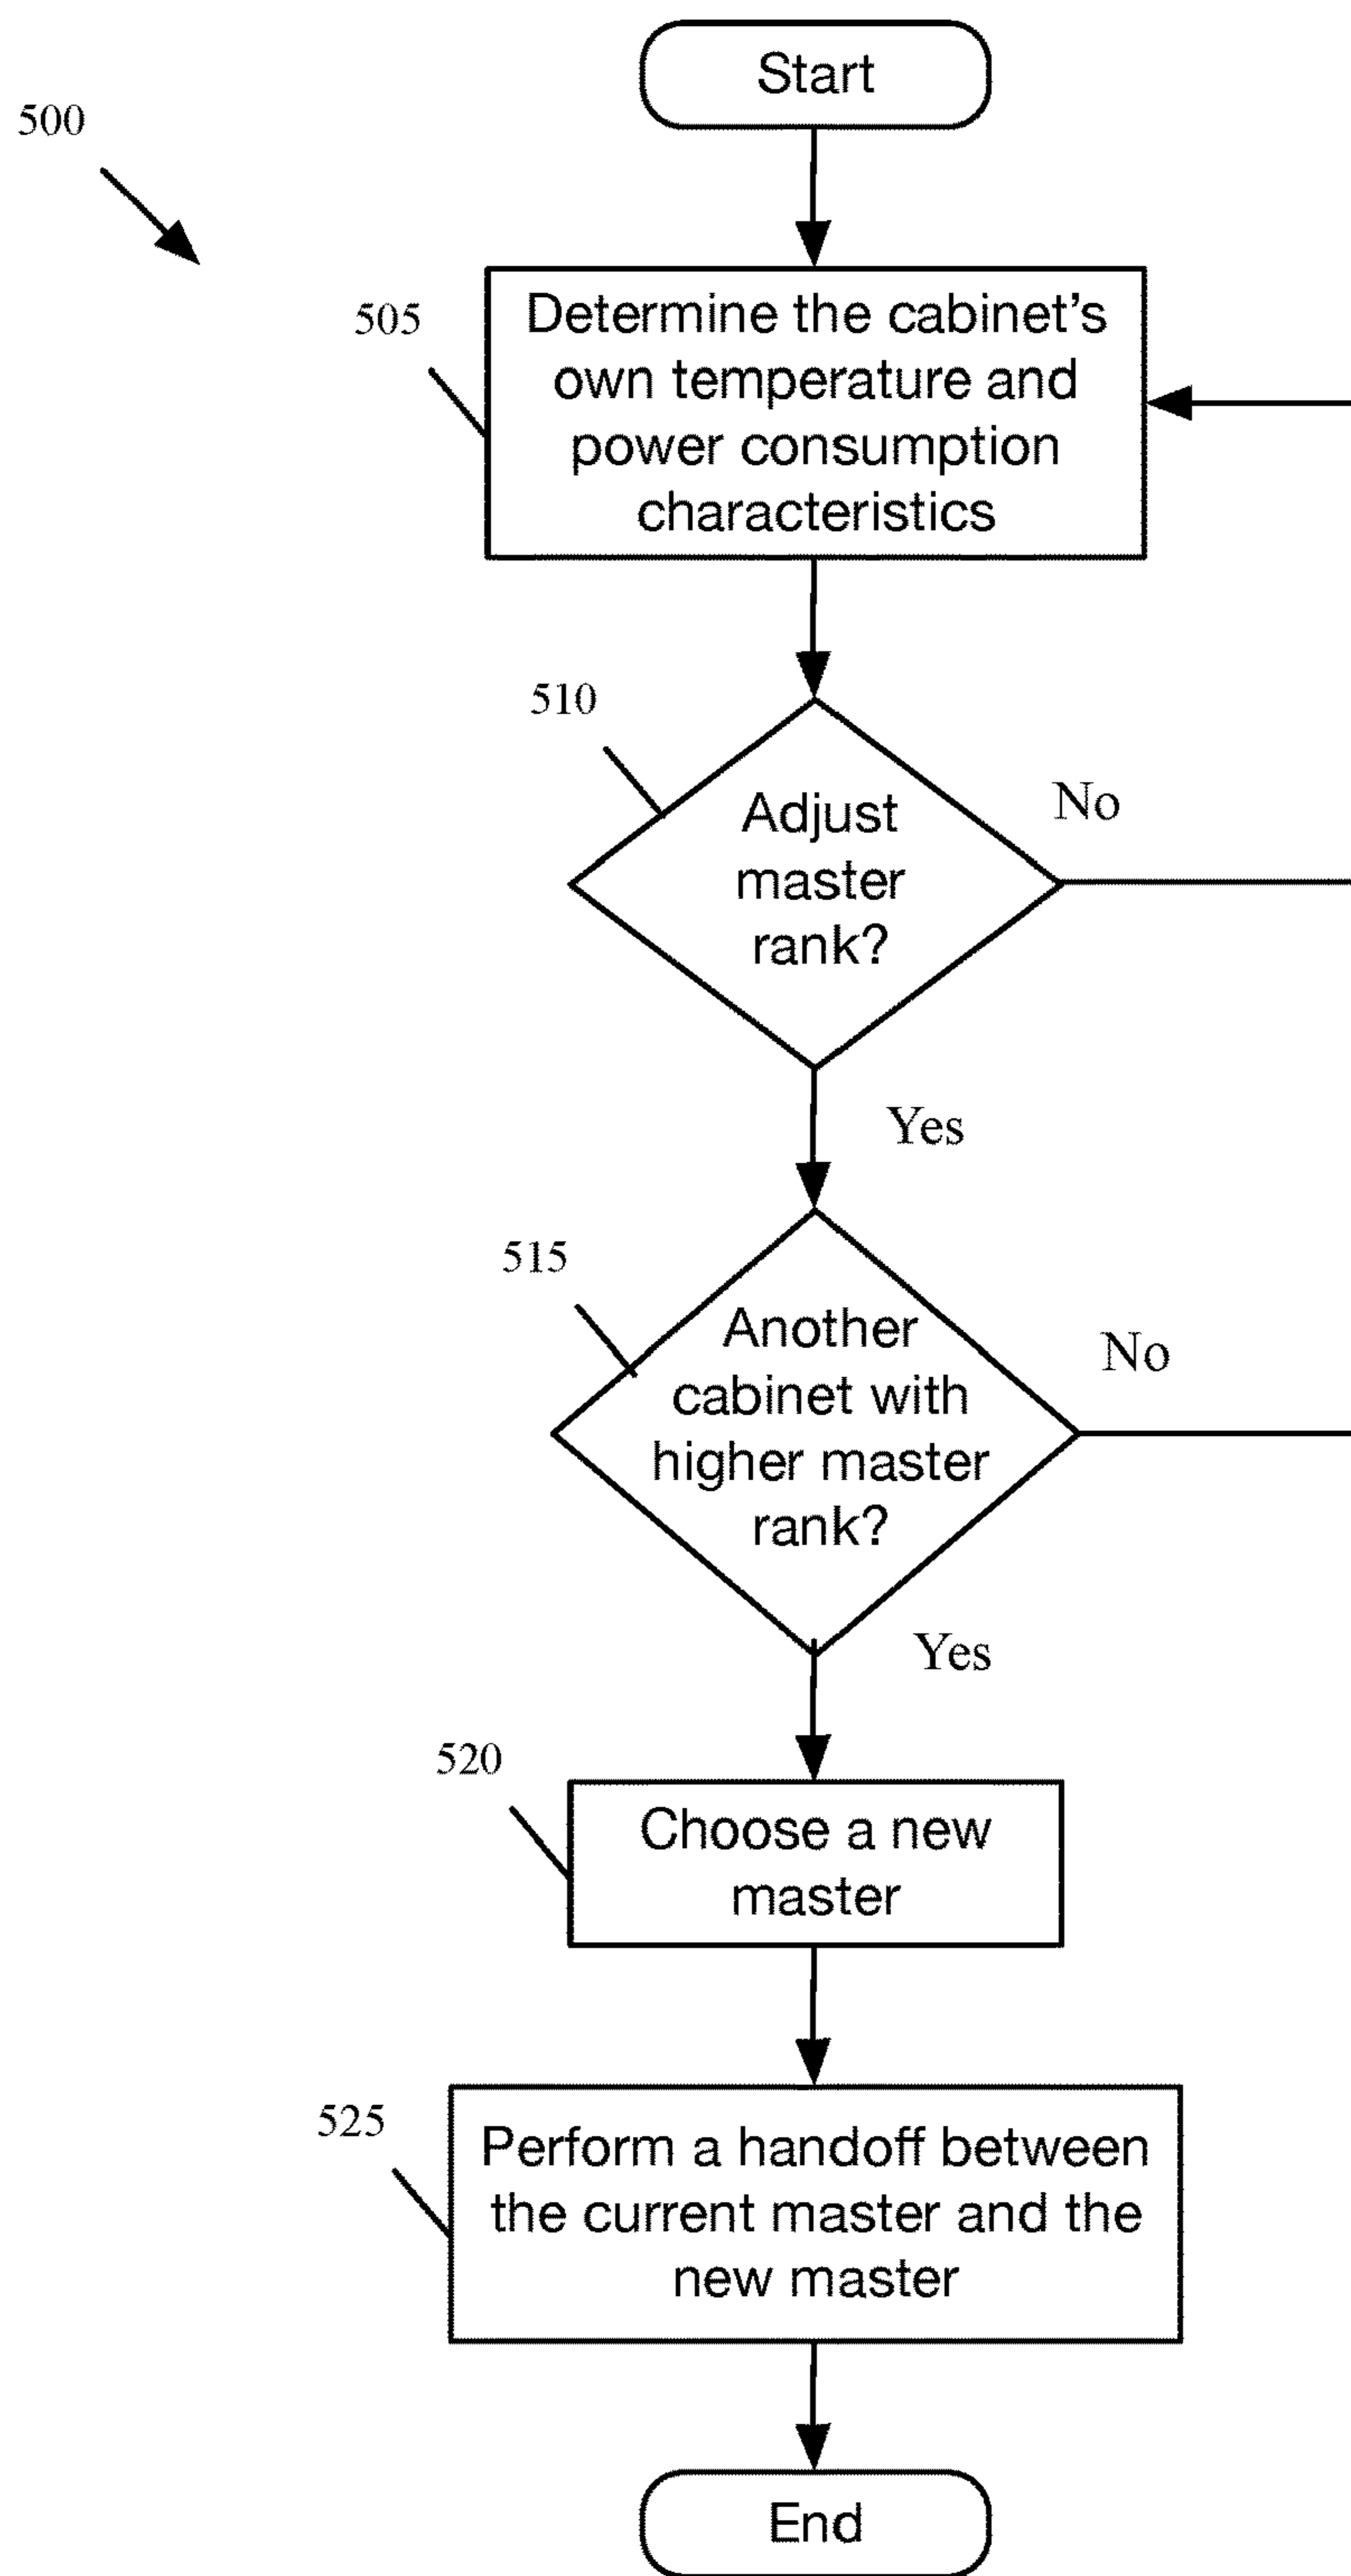 Start
500
505
Determine the cabinet's
own temperature and
power consumption
characteristics
510
Adjust
master
rank?
No
Yes
515
Another
cabinet with
higher master
rank?
No
Yes
520
Choose a new
master
525
Perform a handoff between
the current master and the
new master
End